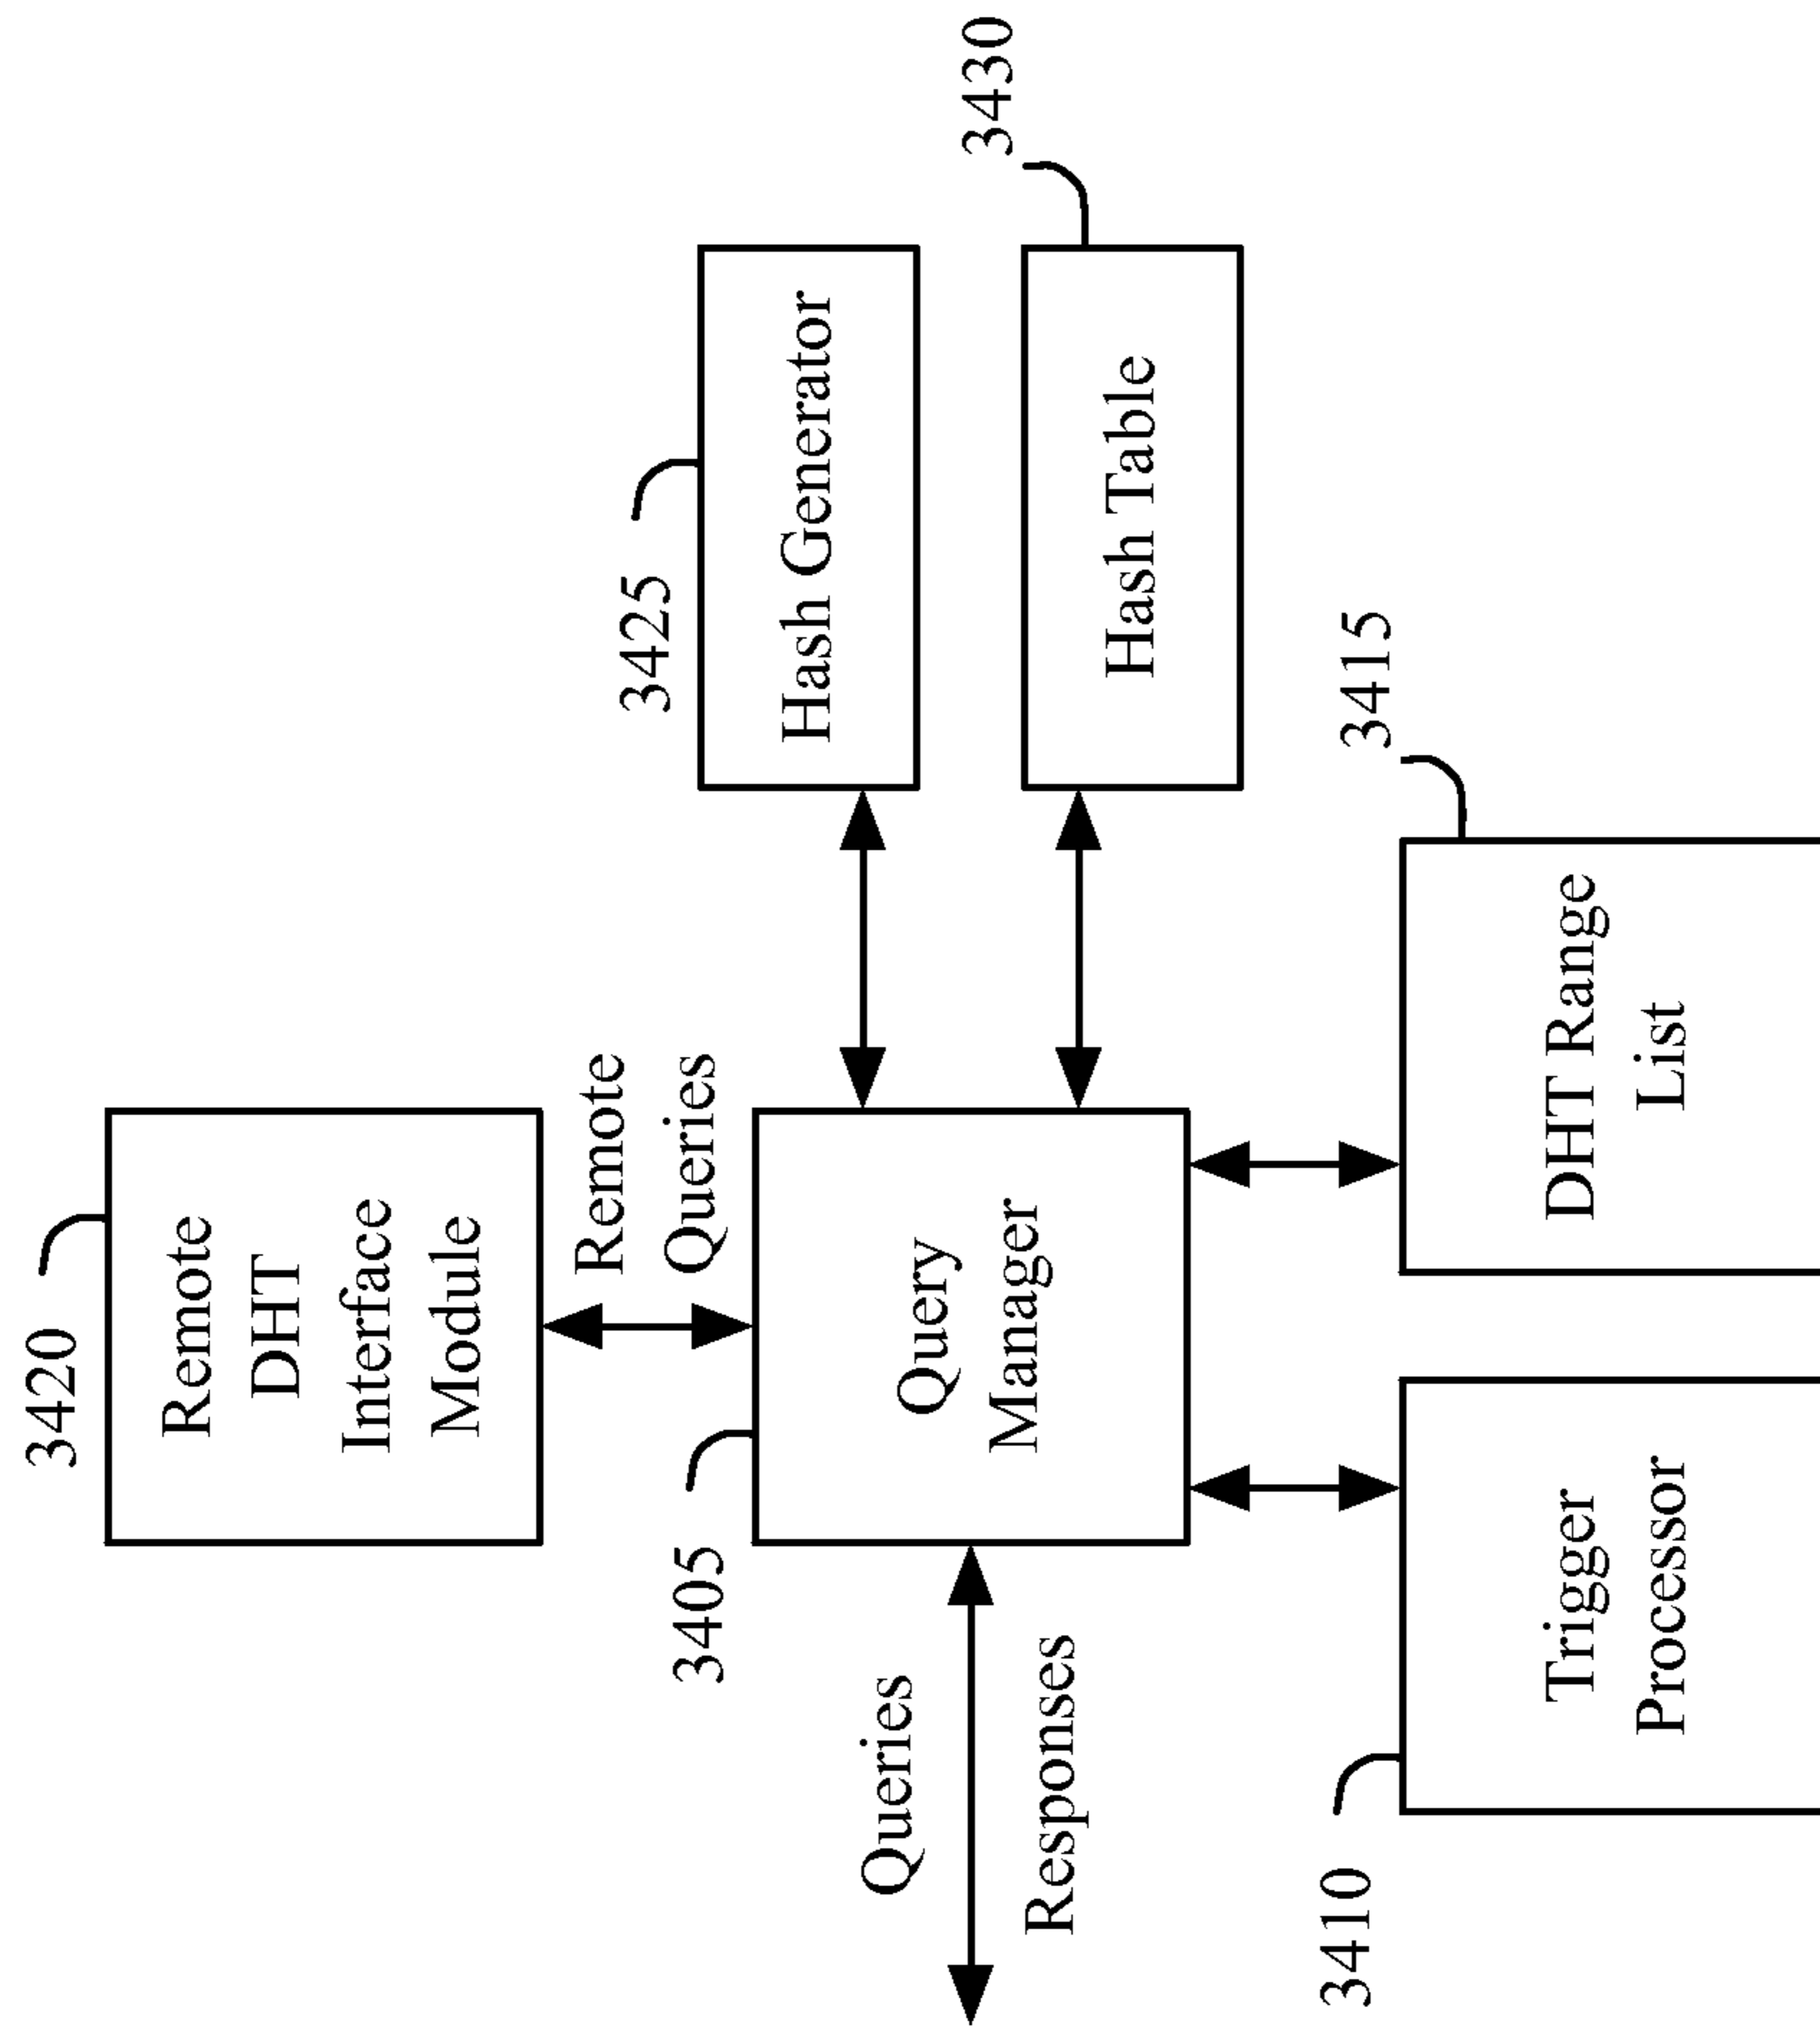 3420
Remote
DHT
Interface
Module
Remote
Queries
3425
Hash Generator
3430
Hash Table
3405
Query
Manager
Queries
Responses
3410
Trigger
Processor
3415
DHT Range
List